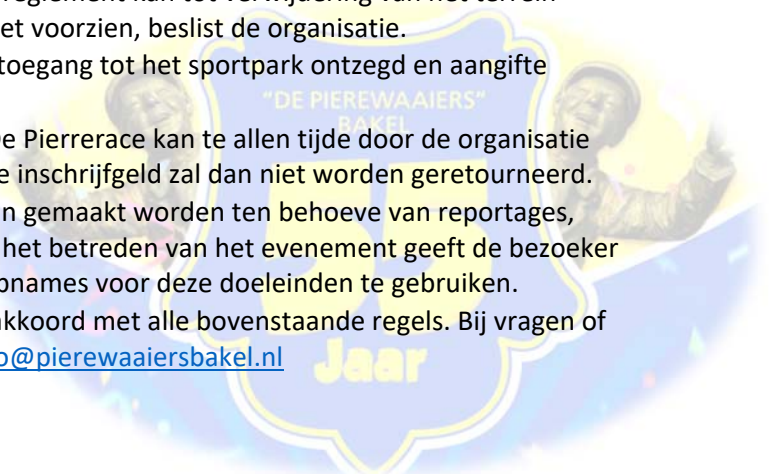 reglement kan tot verwijdering van het terrein
et voorzien, beslist de organisatie.
toegang tot het sportpark ontzegd en aangifte
"DE PIEREWAAIERS"
BAKEL
De Pierrerace kan te allen tijde door de organisatie
e inschrijfgeld zal dan niet worden geretourneerd.
n gemaakt worden ten behoeve van reportages,
het betreden van het evenement geeft de bezoeker
pnames voor deze doeleinden te gebruiken.
55
akkoord met alle bovenstaande regels. Bij vragen of
o@pierewaaiersbakel.nl
Jaar